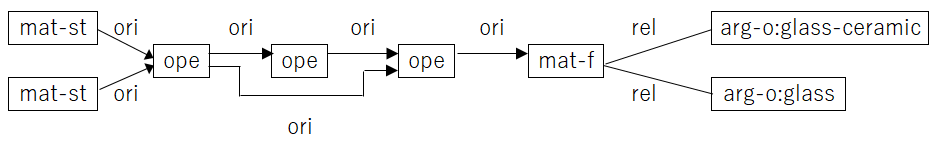 mat-st ori ori ori ori rel arg-o:glass-ceramic
ope ope ope mat-f
mat-st ori rel arg-o:glass
ori